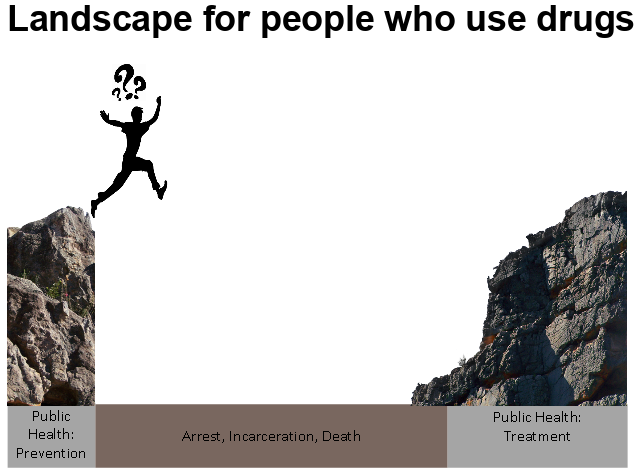 Landscape for people who use drugs
???
Public
Health:
Prevention
Arrest, Incarceration, Death
Public Health:
Treatment